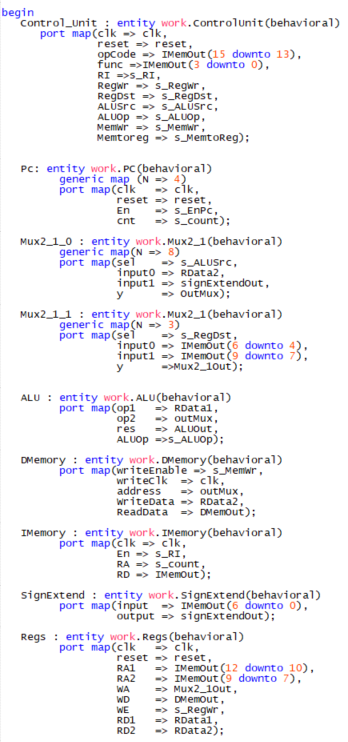 begin
Control_Unit : entity work.ControlUnit(behavioral)
port map(clk => clk,
reset => reset,
opCode => IMemOut(15 downto 13),
func =>IMemOut(3 downto 0),
RI =>s_RI,
RegWr => s_RegWr,
RegDst => s_RegDst,
ALUSrc => s_ALUSrc,
ALUOp => s_ALUOp,
MemWr => s_MemWr,
Memtoreg => s_MemtoReg);
Pc: entity work.PC(behavioral)
generic map (N => 4)
port map(clk => clk,
reset => reset,
En => s_EnPc,
cnt => s_count);
Mux2_1_0 : entity work.Mux2_1(behavioral)
generic map(N => 8)
port map(sel => s_ALUSrc,
input0 => RData2,
input1 => signExtendOut,
y => OutMux);
Mux2_1_1 : entity work.Mux2_1(behavioral)
generic map(N => 3)
port map(sel => s_RegDst,
input0 => IMemOut(6 downto 4),
input1 => IMemOut(9 downto 7),
y =>Mux2_1Out);
ALU : entity work.ALU(behavioral)
port map(op1 => RData1,
op2 => outMux,
res => ALUOut,
ALUOp =>s_ALUOp);
DMemory : entity work.DMemory(behavioral)
port map(writeEnable => s_MemWr,
writeClk => clk,
address => outMux,
WriteData => RData2,
ReadData => DMemOut);
IMemory : entity work.IMemory(behavioral)
port map(clk => clk,
En => s_RI,
RA => s_count,
RD => IMemOut);
SignExtend : entity work.SignExtend(behavioral)
port map(input => IMemOut(6 downto 0),
output => signExtendOut);
Regs : entity work.Regs(behavioral)
port map(clk => clk,
reset => reset,
RA1 => IMemOut(12 downto 10),
RA2 => IMemOut(9 downto 7),
WA => Mux2_1Out,
WD => DMemOut,
WE => s_RegWr,
RD1 => RData1,
RD2 => RData2);